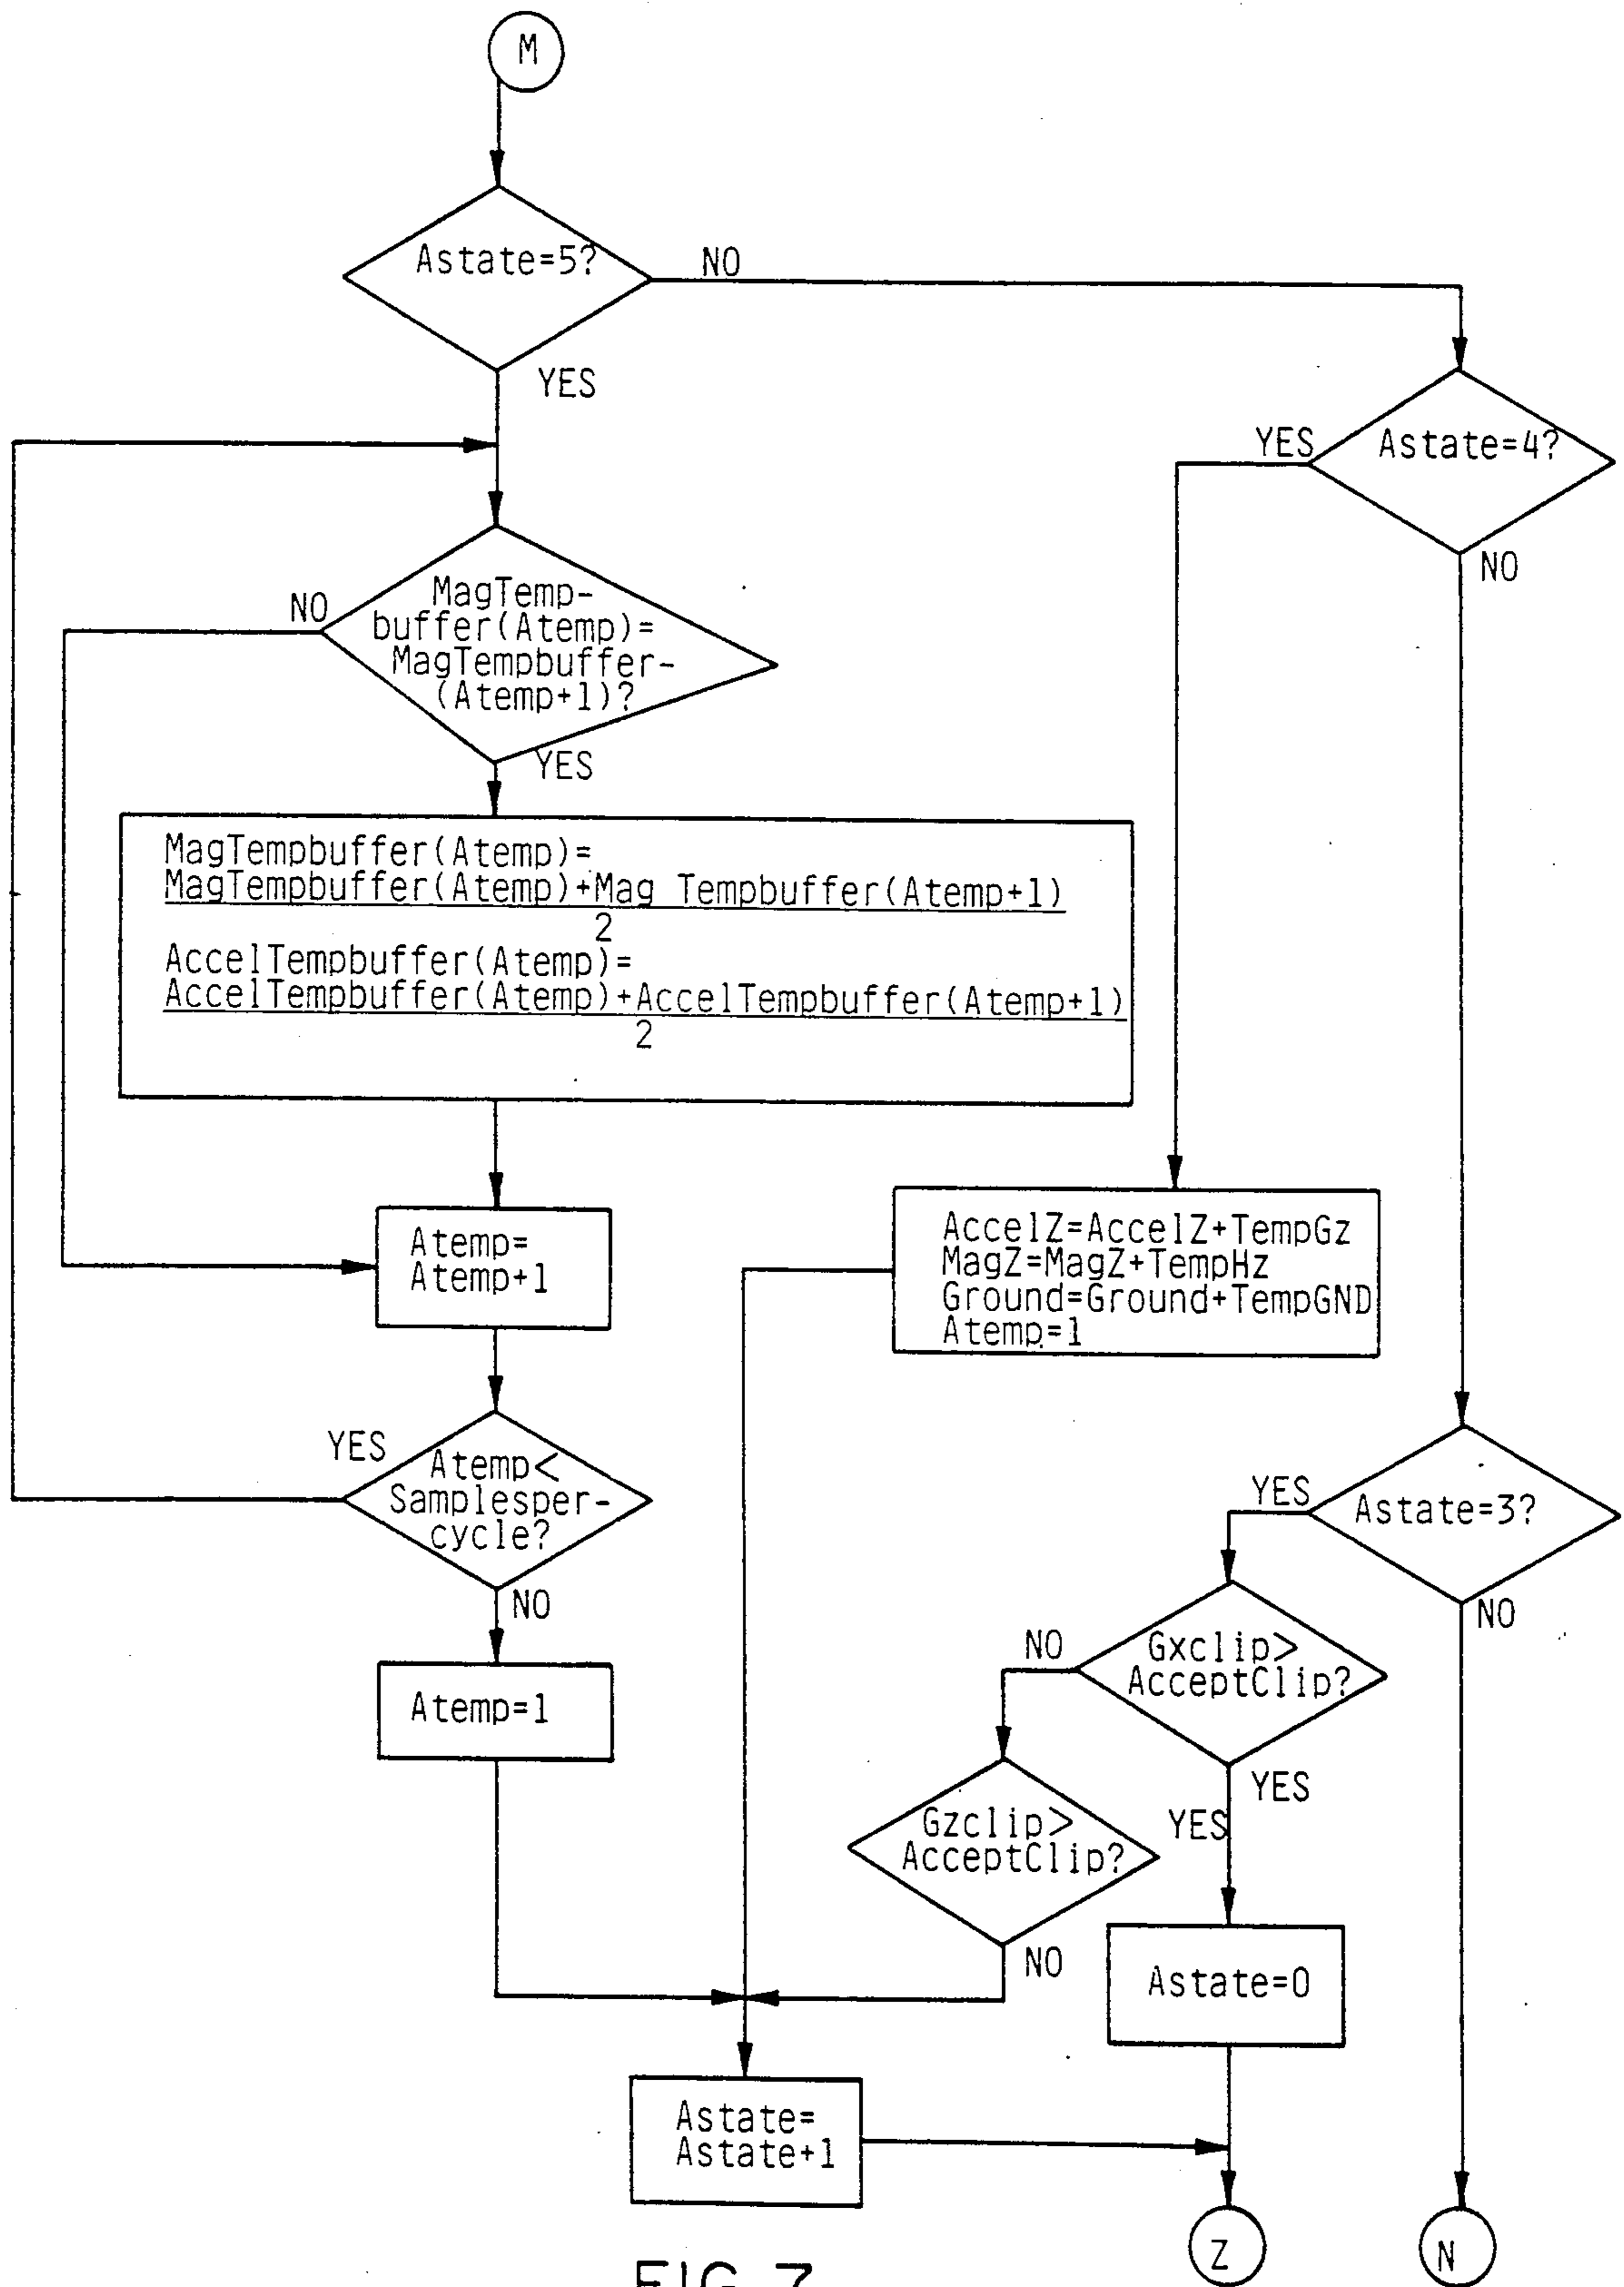 M
Astate=5?
NO
YES
YES
Astate=4?
NO
NO
MagTemp-
buffer(Atemp)=
MagTempbuffer-
(Atemp+1)?
YES
MagTempbuffer(Atemp)=
MagTempbuffer(Atemp)+Mag Tempbuffer(Atemp+1)
2
AccelTempbuffer(Atemp)=
AccelTempbuffer(Atemp)+AccelTempbuffer(Atemp+1)
2
Atemp=
Atemp+1
AccelZ=AccelZ+TempGz
MagZ=MagZ+TempHz
Ground=Ground+TempGND
Atemp=1
YES
Atemp<
Samplesper-
cycle?
NO
YES
Astate=3?
NO
Atemp=1
NO
Gxclip>
AcceptClip?
YES
Gzclip>
AcceptClip?
YES
NO
Astate=0
Astate=
Astate+1
Z
N
FIG. 7